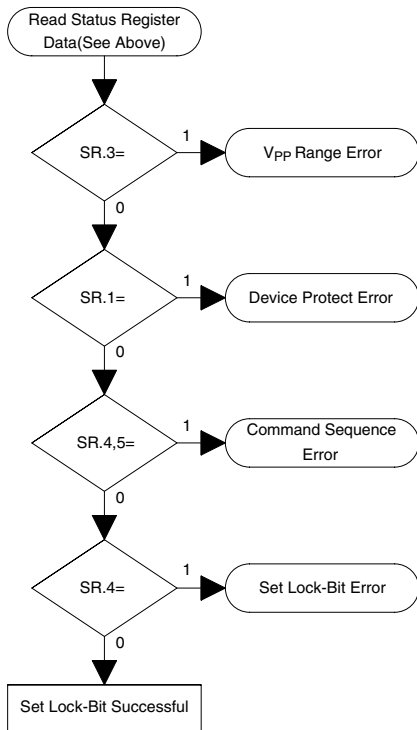 Read Status Register
Data(See Above)
SR.3=
1
VPP Range Error
0
SR.1=
1
Device Protect Error
0
SR.4,5=
1
Command Sequence
Error
0
SR.4=
1
Set Lock-Bit Error
0
Set Lock-Bit Successful